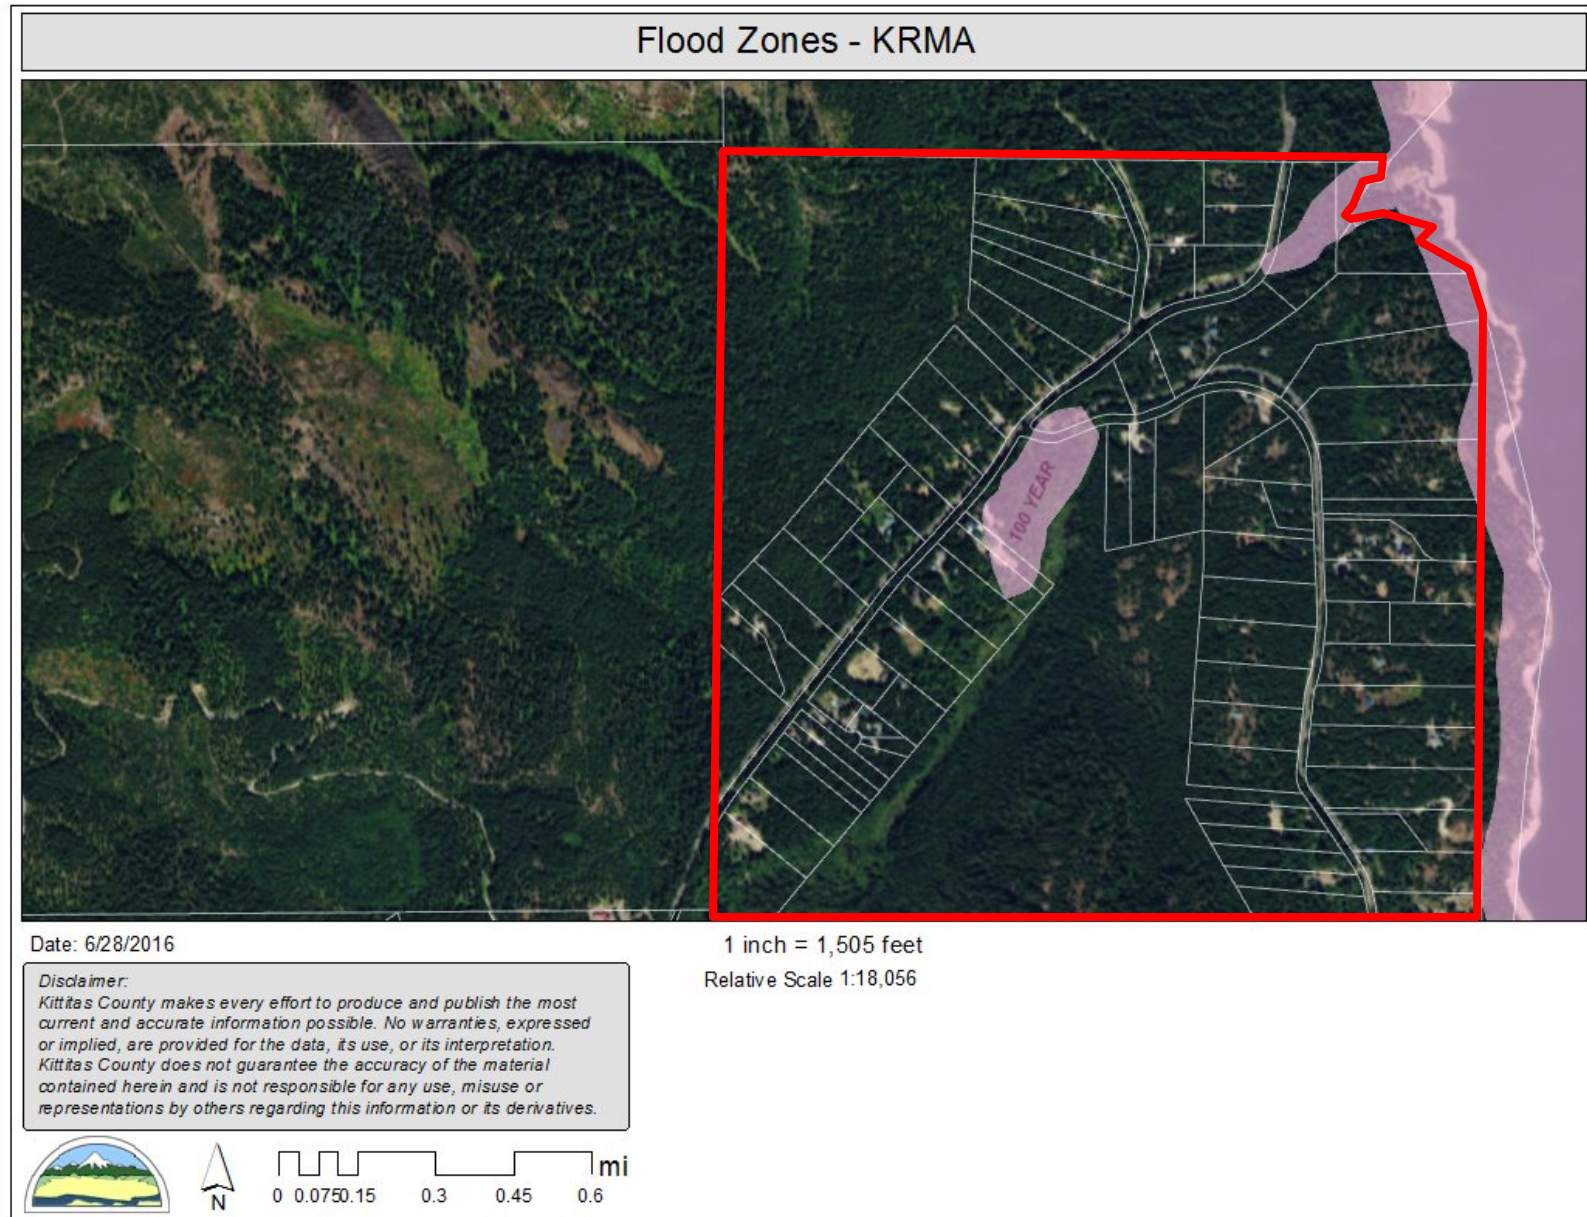 Flood Zones - KRMA
100 YEAR
Date: 6/28/2016
1 inch = 1,505 feet
Relative Scale 1:18,056
Disclaimer:
Kittitas County makes every effort to produce and publish the most
current and accurate information possible. No warranties, expressed
or implied, are provided for the data, its use, or its interpretation.
Kittitas County does not guarantee the accuracy of the material
contained herein and is not responsible for any use, misuse or
representations by others regarding this information or its derivatives.
N
mi
0 0.075 0.15 0.3 0.45 0.6